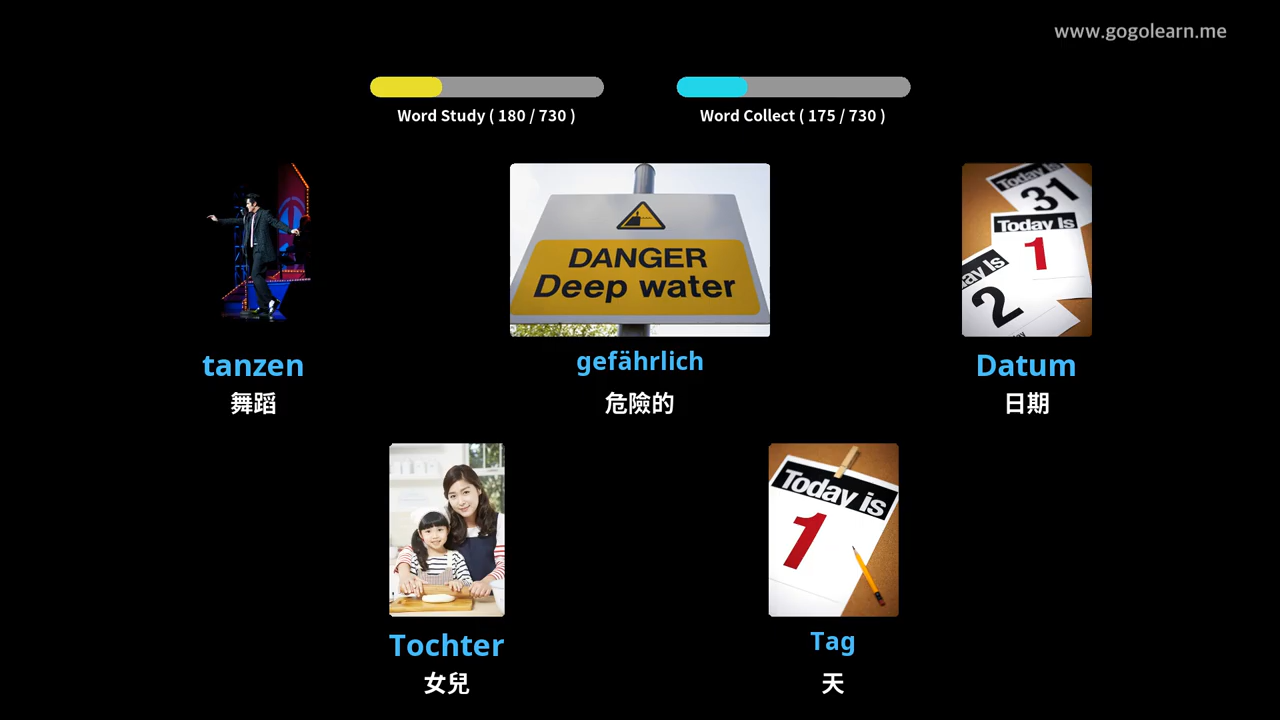 www.gogolearn.me
Word Study ( 180 / 730 )
Word Collect ( 175 / 730 )
DANGER
Deep water
Today Is
31
Today Is
1
ay Is
2
tanzen
舞蹈
gefährlich
危險的
Datum
日期
Today is
1
Tochter
女兒
Tag
天